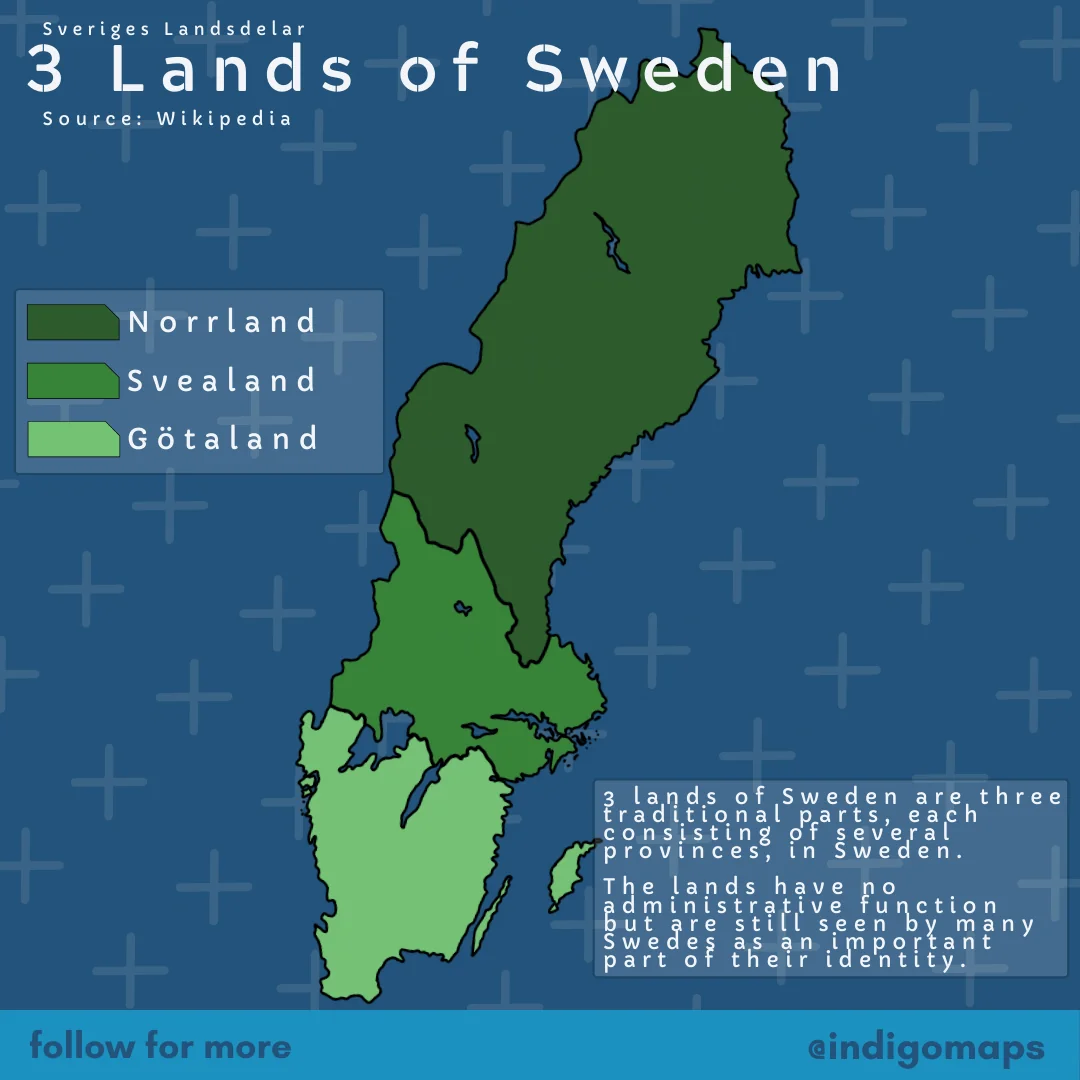 Sveriges Landsdelar
3 Lands of Sweden
Source: Wikipedia
Norrland
Svealand
Götaland
3 lands of Sweden are three
traditional parts, each
consisting of several
provinces, in Sweden.
The lands have no
administrative function
but are still seen by many
Swedes as an important
part of their identity.
follow for more
@indigomaps